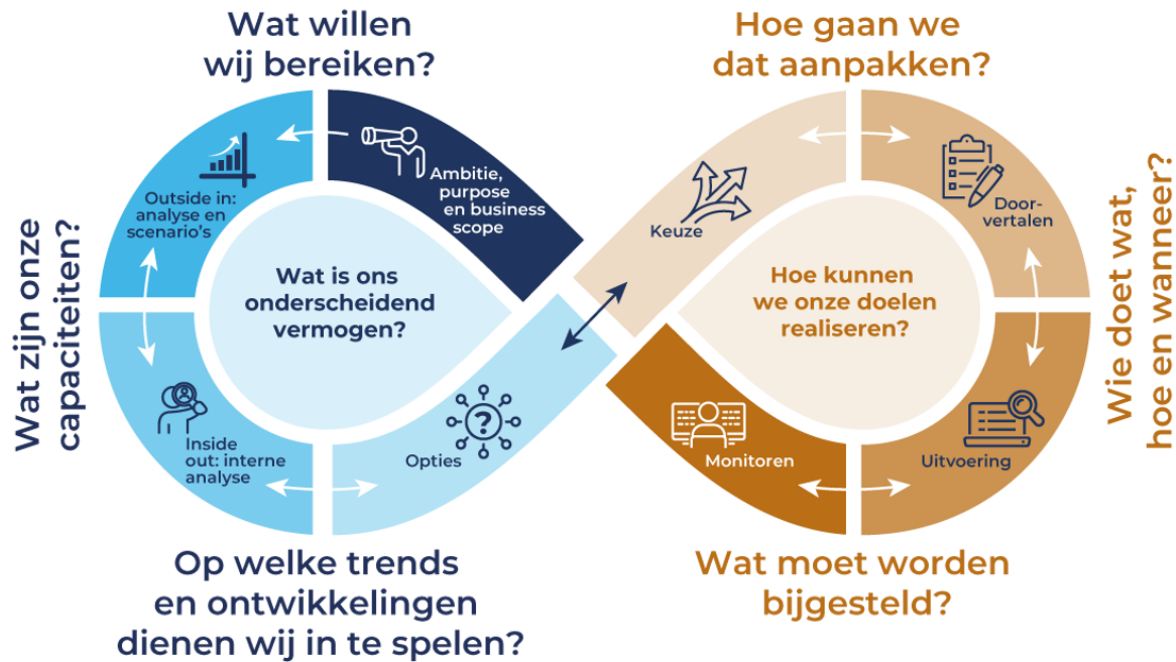 Wat willen
wij bereiken?
Hoe gaan we
dat aanpakken?
Ambitie,
purpose
en business
scope
Outside in:
analyse en
scenario's
Wat zijn onze
capaciteiten?
Wat is ons
onderscheidend
vermogen?
Inside
out: interne
analyse
?
Opties
Op welke trends
en ontwikkelingen
dienen wij in te spelen?
Keuze
Door-
vertalen
Wie doet wat,
hoe en wanneer?
Hoe kunnen
we onze doelen
realiseren?
Uitvoering
Monitoren
Wat moet worden
bijgesteld?